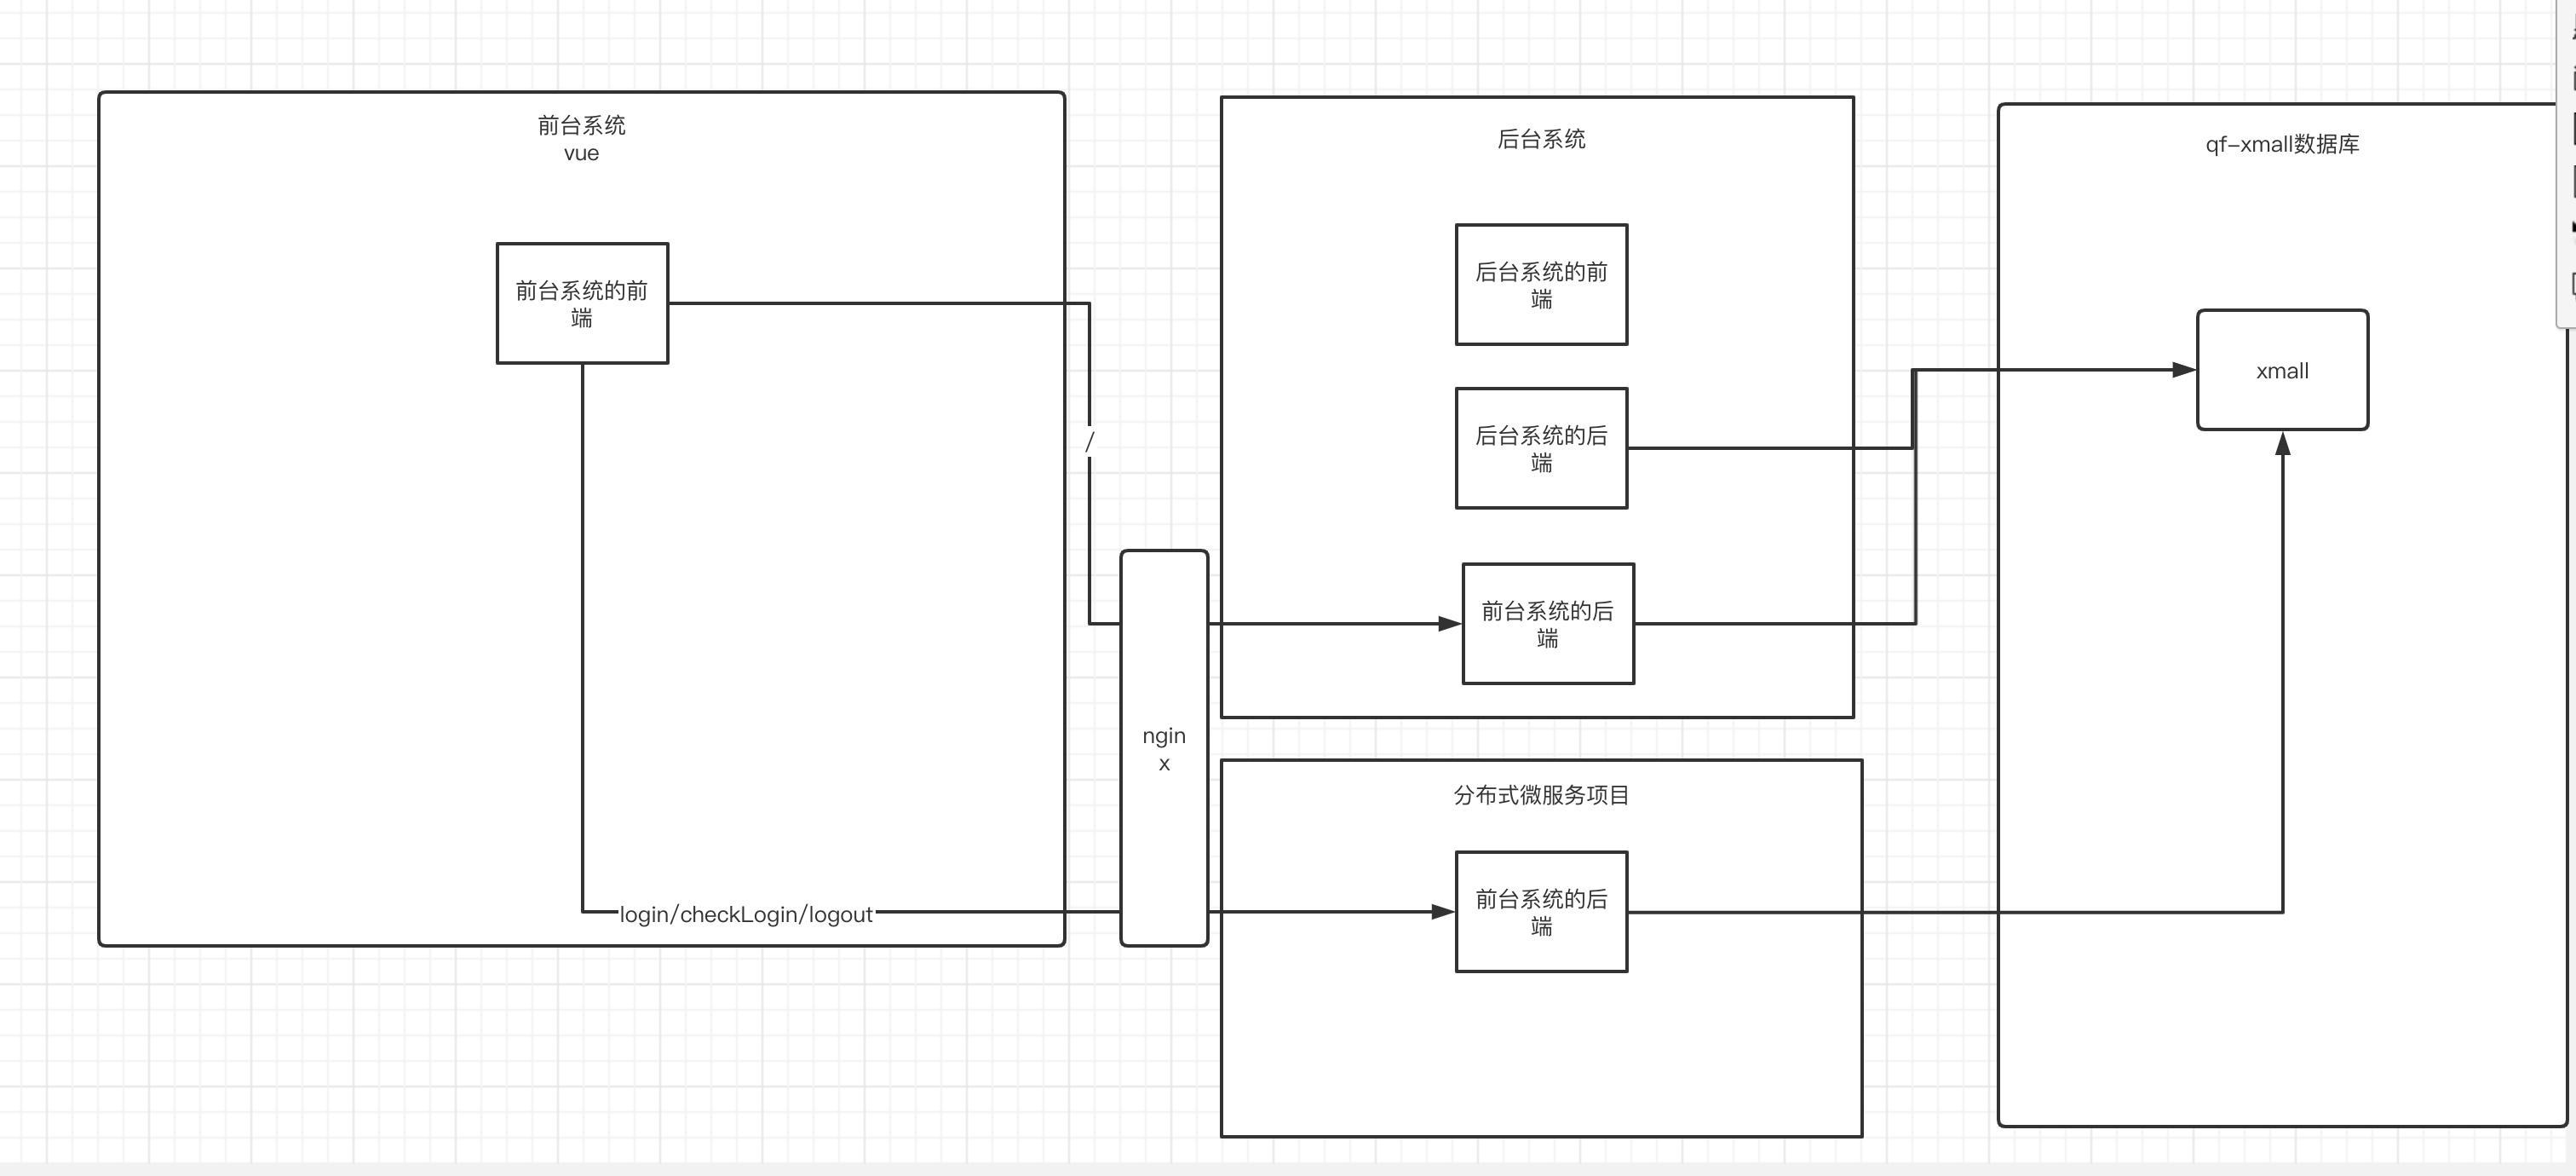 前台系统
vue
前台系统的前
端
/
login/checkLogin/logout
ngin
x
后台系统
后台系统的前
端
后台系统的后
端
前台系统的后
端
分布式微服务项目
前台系统的后
端
qf-xmall数据库
xmall